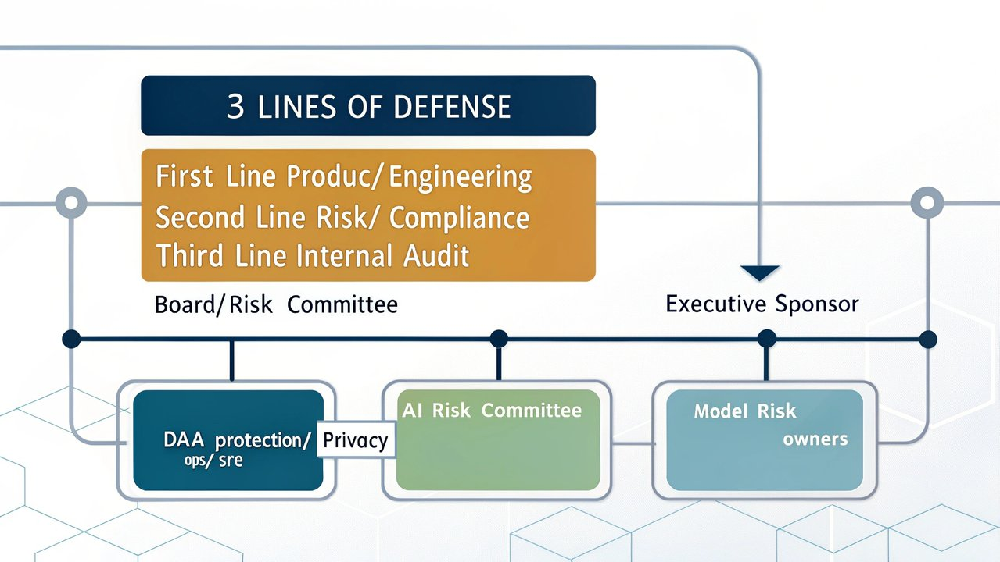 3 LINES OF DEFENSE
First Line Produc/ Engineering
Second Line Risk/ Compliance
Third Line Internal Audit
Board/Risk Committee
Executive Sponsor
DAA protection/
ops/ sre
Privacy
AI Risk Committee
Model Risk
owners